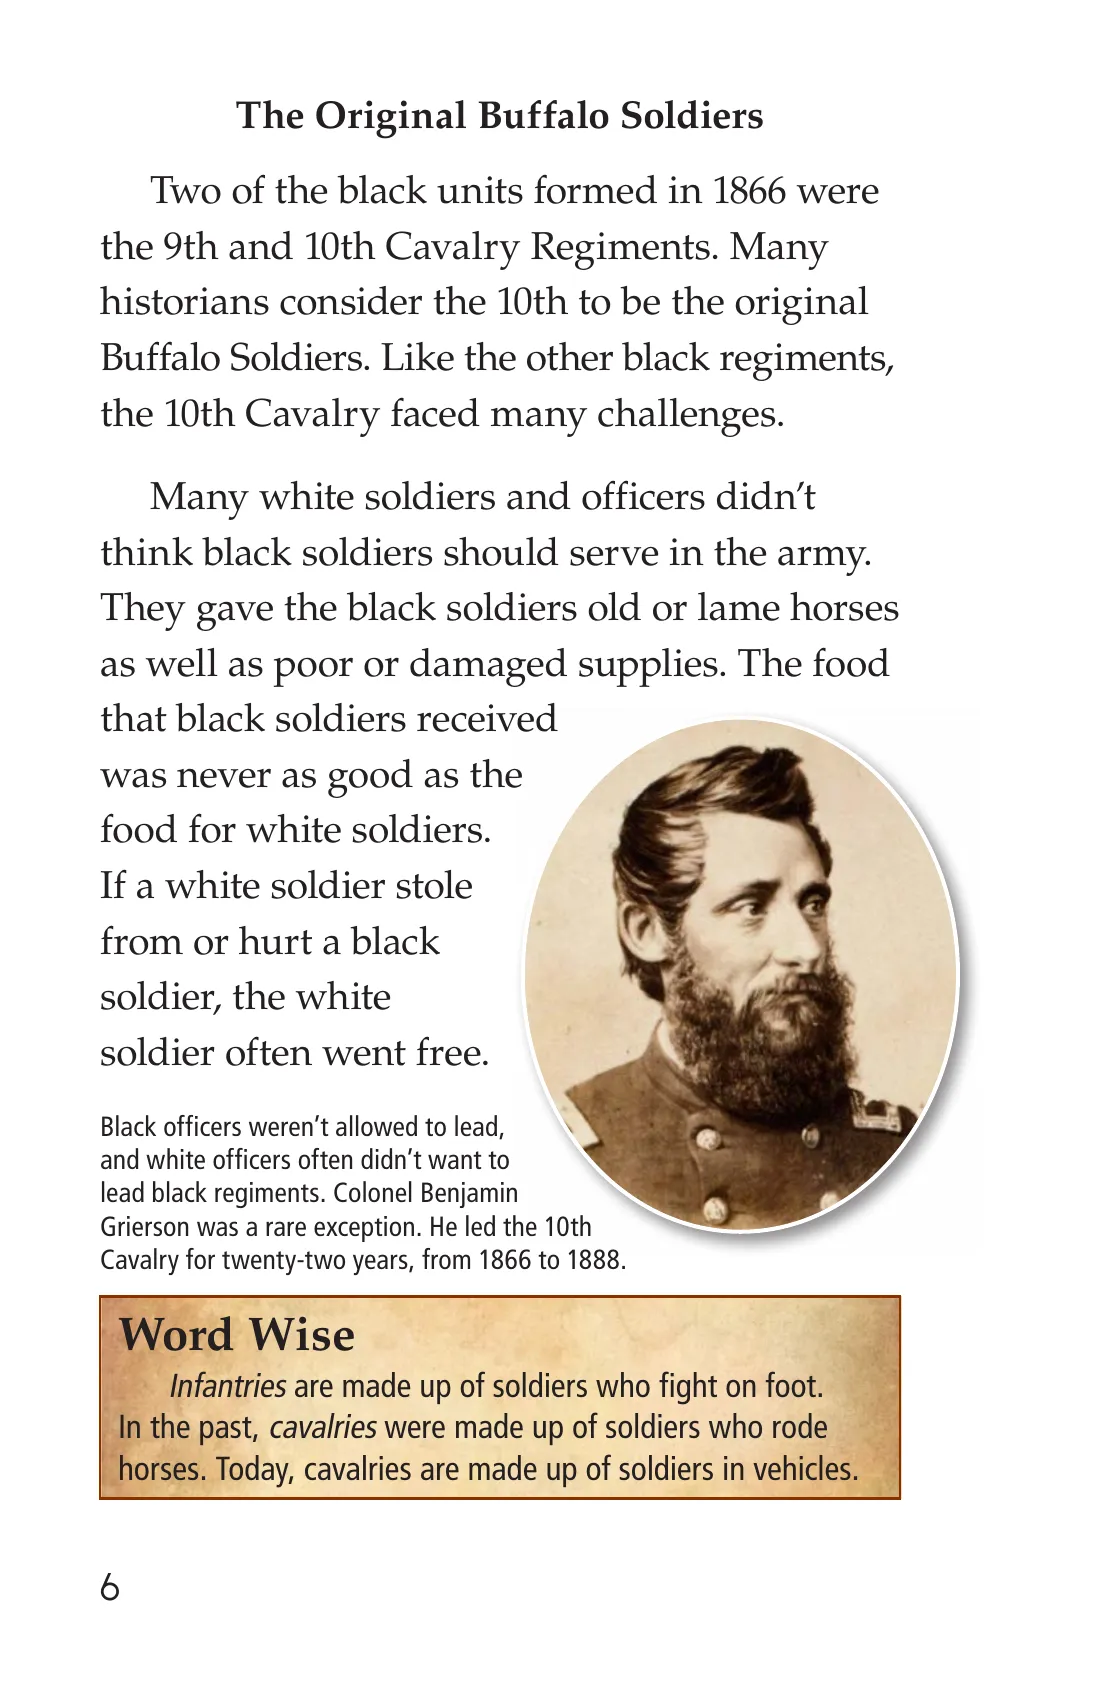 The Original Buffalo Soldiers
Two of the black units formed in 1866 were
the 9th and 10th Cavalry Regiments. Many
historians consider the 10th to be the original
Buffalo Soldiers. Like the other black regiments,
the 10th Cavalry faced many challenges.
Many white soldiers and officers didn’t
think black soldiers should serve in the army.
They gave the black soldiers old or lame horses
as well as poor or damaged supplies. The food
that black soldiers received
was never as good as the
food for white soldiers.
If a white soldier stole
from or hurt a black
soldier, the white
soldier often went free.
Black officers weren’t allowed to lead,
and white officers often didn’t want to
lead black regiments. Colonel Benjamin
Grierson was a rare exception. He led the 10th
Cavalry for twenty-two years, from 1866 to 1888.
Word Wise
Infantries are made up of soldiers who fight on foot.
In the past, cavalries were made up of soldiers who rode
horses. Today, cavalries are made up of soldiers in vehicles.
6